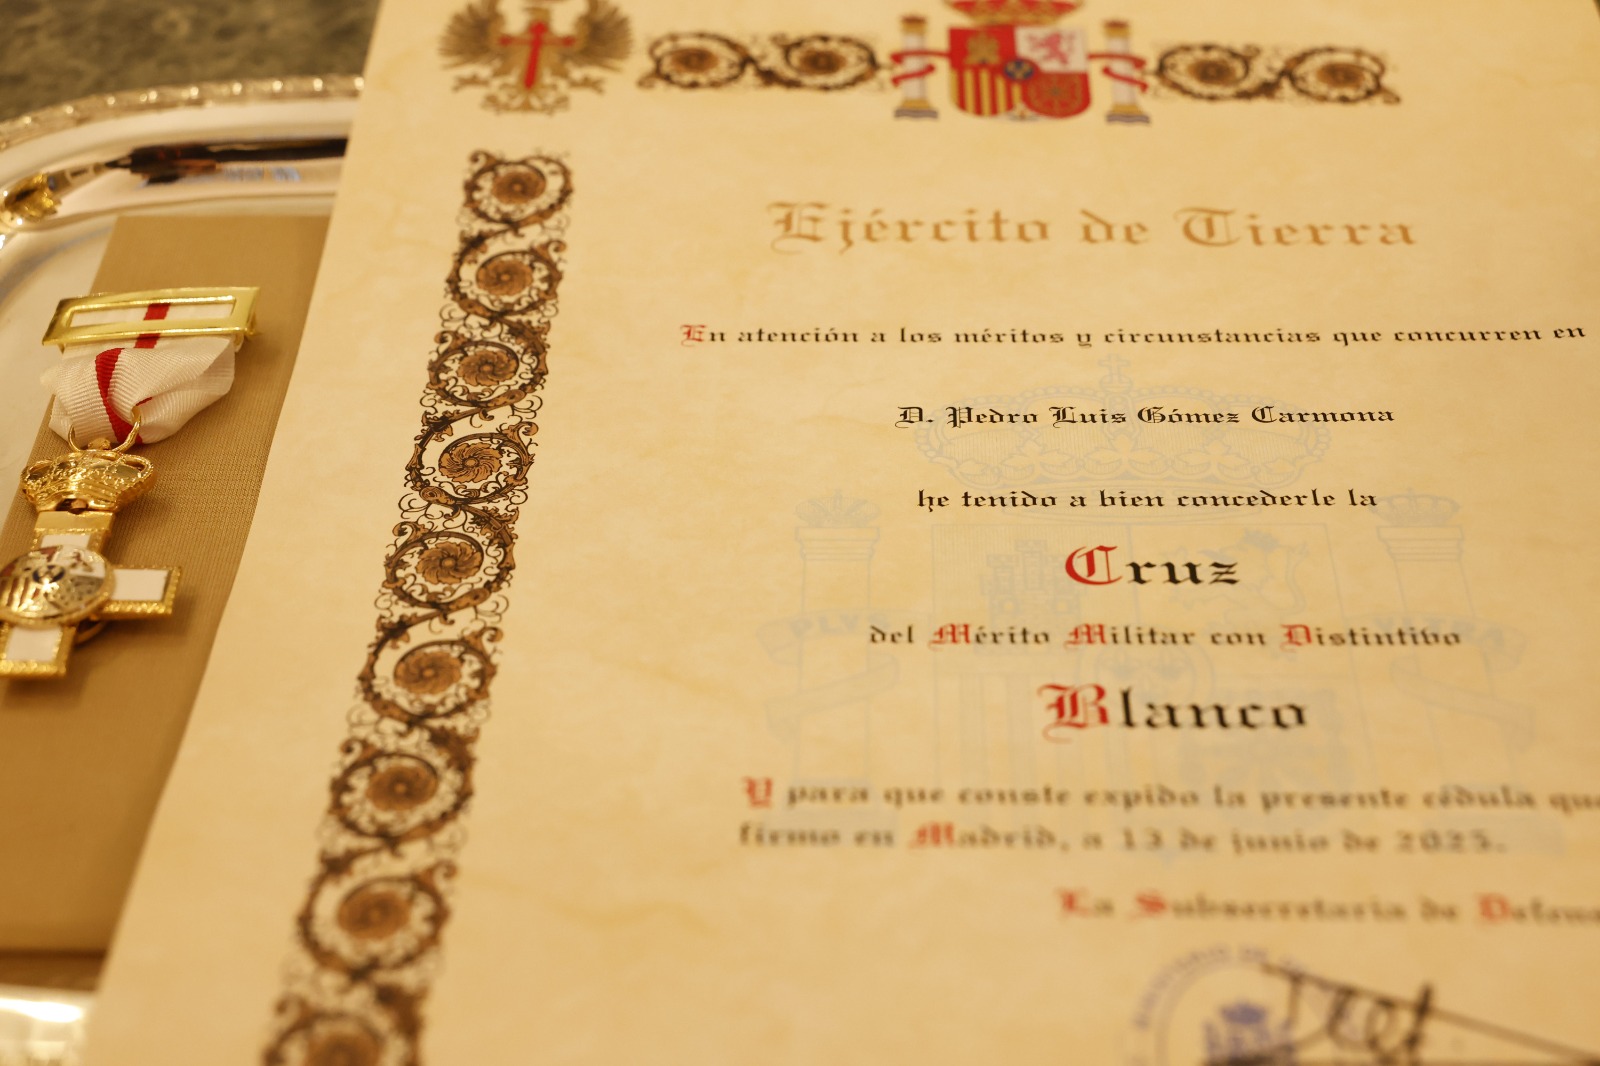 Ejército de Tierra
En atención a los méritos y circunstancias que concurren en
D. Pedro Luis Gómez Carmona
he tenido a bien concederle la
Cruz
del Mérito Militar con Distintivo
Blanco
PLVS
Y para que conste expido la presente cédula que
firmo en Madrid, a 13 de junio de 2025.
La Subsecretaria de Defens